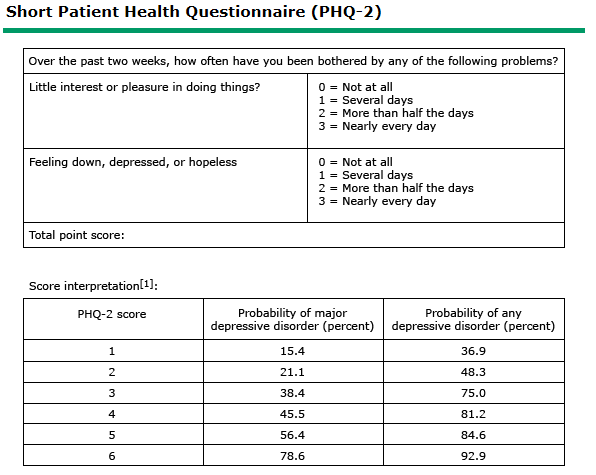 Short Patient Health Questionnaire (PHQ-2)
Over the past two weeks, how often have you been bothered by any of the following problems?
Little interest or pleasure in doing things?
0 = Not at all
1 = Several days
2 = More than half the days
3 = Nearly every day
Feeling down, depressed, or hopeless
0 = Not at all
1 = Several days
2 = More than half the days
3 = Nearly every day
Total point score:
Score interpretation[1]:
PHQ-2 score
Probability of major
depressive disorder (percent)
Probability of any
depressive disorder (percent)
1 15.4 36.9
2 21.1 48.3
3 38.4 75.0
4 45.5 81.2
5 56.4 84.6
6 78.6 92.9